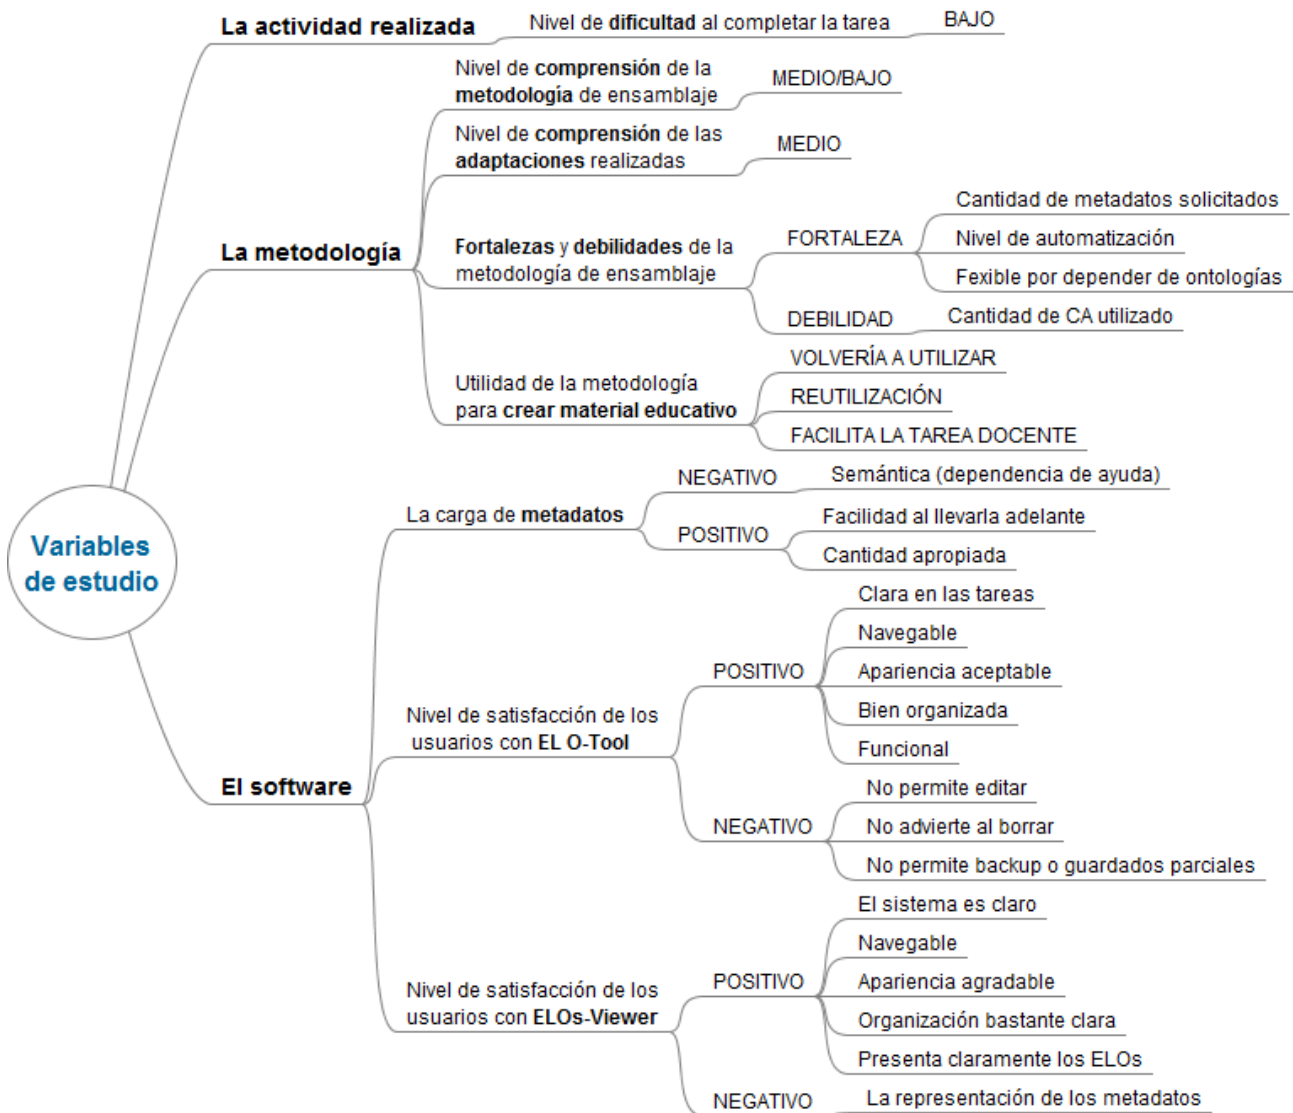 La actividad realizada
Nivel de dificultad al completar la tarea
BAJO
Nivel de comprensión de la
metodología de ensamblaje
MEDIO/BAJO
Nivel de comprensión de las
adaptaciones realizadas
MEDIO
La metodología
Fortalezas y debilidades de la
metodología de ensamblaje
FORTALEZA
Cantidad de metadatos solicitados
Nivel de automatización
Fexible por depender de ontologías
DEBILIDAD
Cantidad de CA utilizado
Utilidad de la metodología
para crear material educativo
VOLVERÍA A UTILIZAR
REUTILIZACIÓN
FACILITA LA TAREA DOCENTE
Variables
de estudio
El software
La carga de metadatos
NEGATIVO
Semántica (dependencia de ayuda)
POSITIVO
Facilidad al llevarla adelante
Cantidad apropiada
Nivel de satisfacción de los
usuarios con EL O-Tool
POSITIVO
Clara en las tareas
Navegable
Apariencia aceptable
Bien organizada
Funcional
NEGATIVO
No permite editar
No advierte al borrar
No permite backup o guardados parciales
Nivel de satisfacción de los
usuarios con ELOs-Viewer
POSITIVO
El sistema es claro
Navegable
Apariencia agradable
Organización bastante clara
Presenta claramente los ELOs
NEGATIVO
La representación de los metadatos